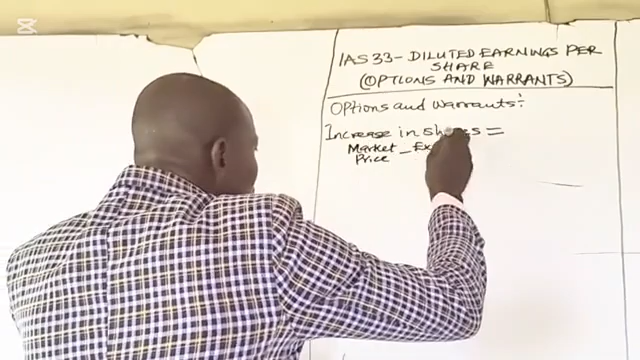 IAS 33 - DILUTED EARNINGS PER
SHARE
(OPTIONS AND WARRANTS)
Options and Warrants:
Increase in shares =
Market - Ex
Price